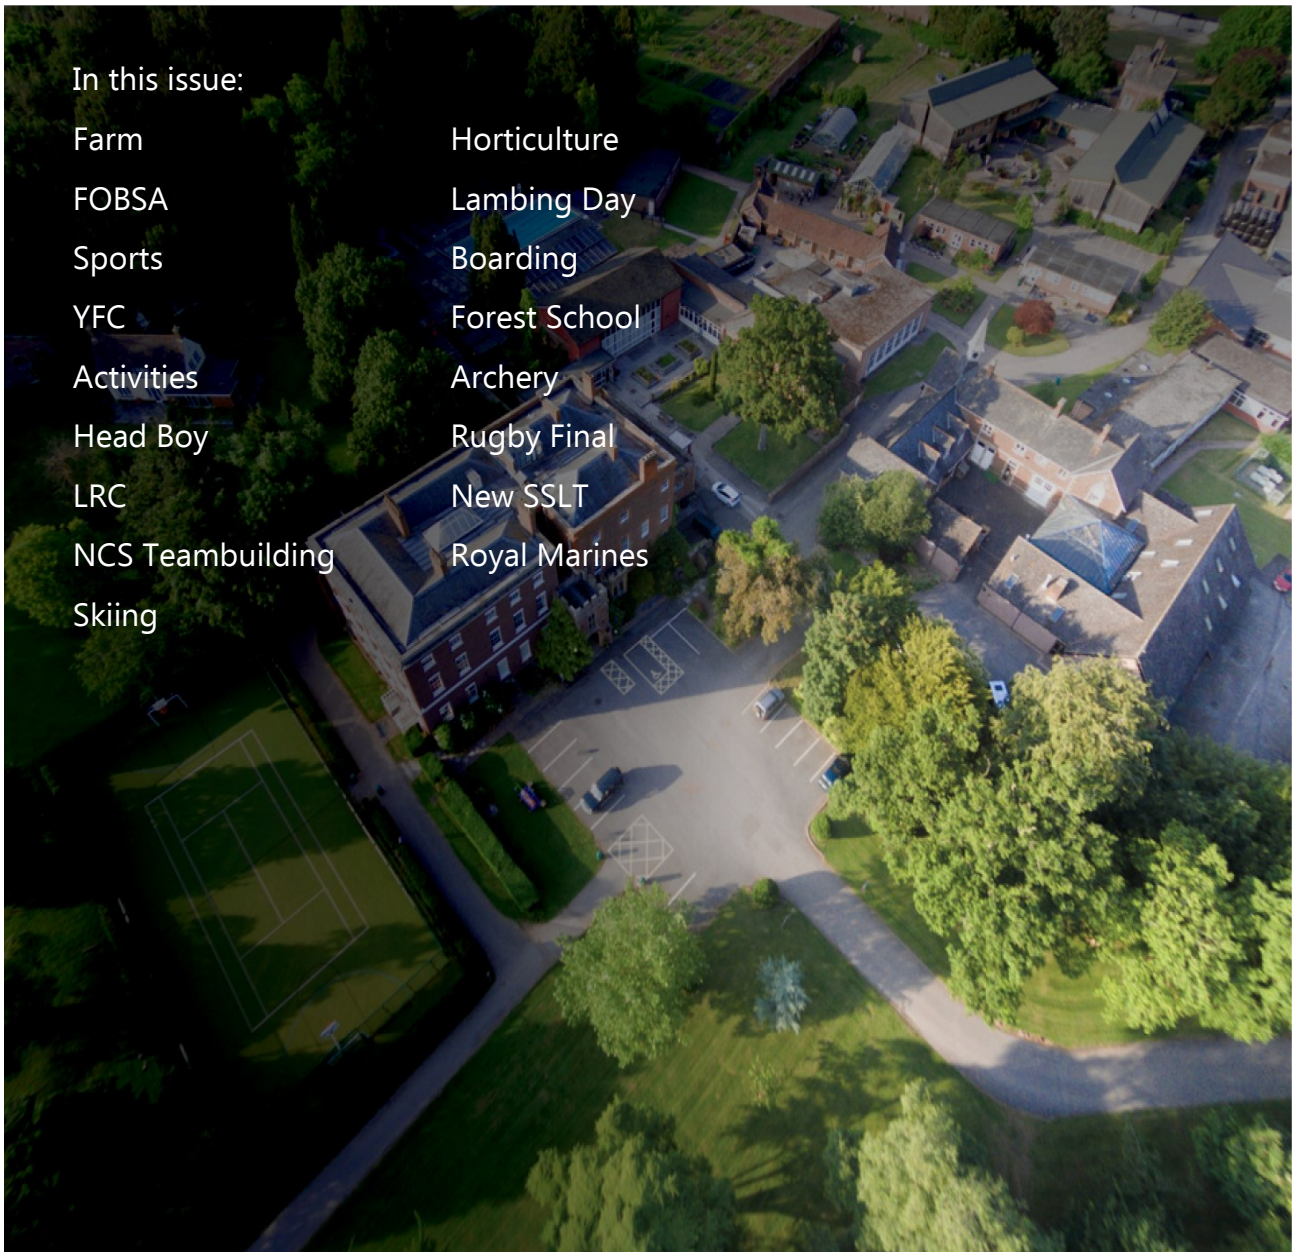 In this issue:
Farm
FOBSA
Sports
YFC
Activities
Head Boy
LRC
NCS Teambuilding
Skiing
Horticulture
Lambing Day
Boarding
Forest School
Archery
Rugby Final
New SSLT
Royal Marines